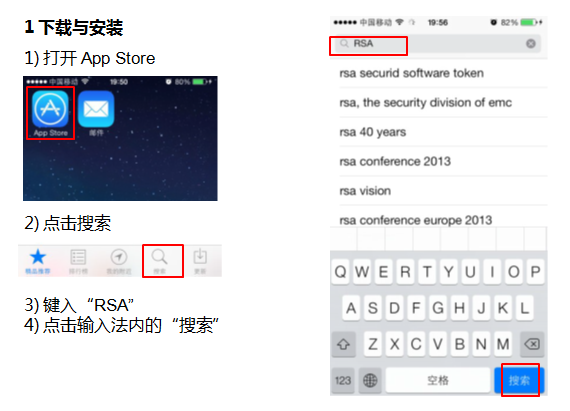 1 下载与安装
1) 打开 App Store
中国移动 19:50 80%
App Store 邮件
2) 点击搜索
精品推荐 排行榜 我的附近 搜索 更新
3) 键入“RSA”
4) 点击输入法内的“搜索”
中国移动 19:56 82%
RSA
rsa securid software token
rsa, the security division of emc
rsa 40 years
rsa conference 2013
rsa vision
rsa conference europe 2013
Q W E R T Y U I O P
A S D F G H J K L
Z X C V B N M
123 空格 搜索